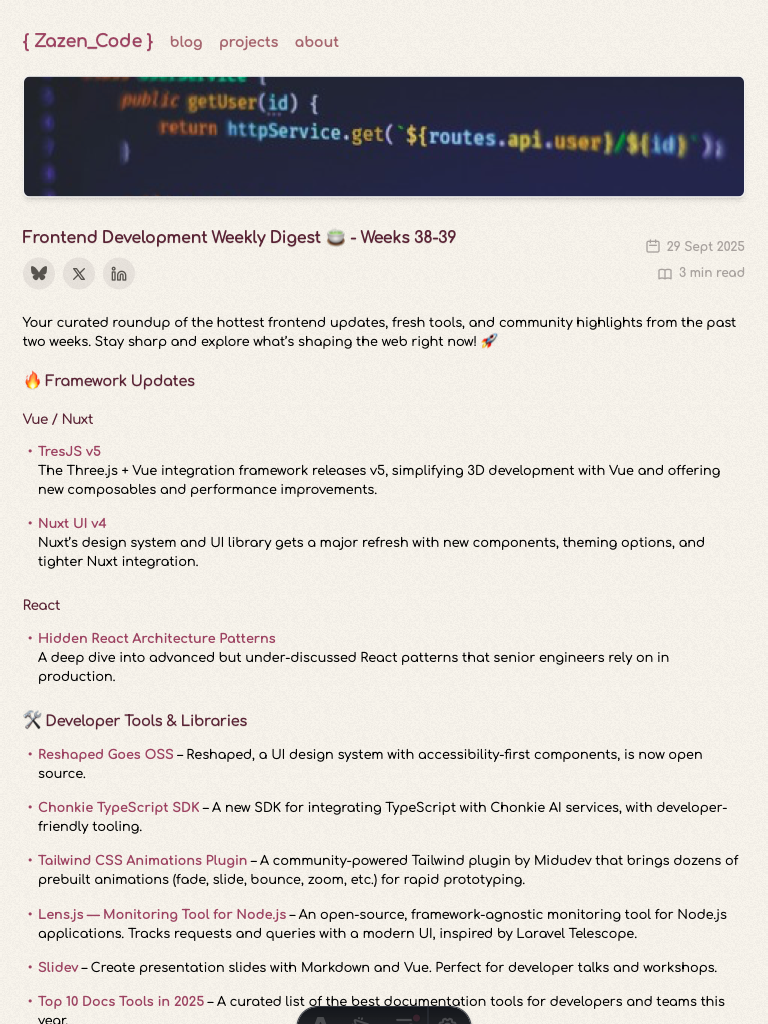 { Zazen_Code } blog projects about
public getUser(id) {
return httpService.get(`${routes.api.user}/${id}`);
}
Frontend Development Weekly Digest 🍵 - Weeks 38-39
29 Sept 2025
3 min read
Your curated roundup of the hottest frontend updates, fresh tools, and community highlights from the past
two weeks. Stay sharp and explore what's shaping the web right now! 🚀
🔥 Framework Updates
Vue / Nuxt
• TresJS v5
The Three.js + Vue integration framework releases v5, simplifying 3D development with Vue and offering
new composables and performance improvements.
• Nuxt UI v4
Nuxt's design system and UI library gets a major refresh with new components, theming options, and
tighter Nuxt integration.
React
• Hidden React Architecture Patterns
A deep dive into advanced but under-discussed React patterns that senior engineers rely on in
production.
🛠️ Developer Tools & Libraries
• Reshaped Goes OSS – Reshaped, a UI design system with accessibility-first components, is now open
source.
• Chonkie TypeScript SDK – A new SDK for integrating TypeScript with Chonkie AI services, with developer-
friendly tooling.
• Tailwind CSS Animations Plugin – A community-powered Tailwind plugin by Midudev that brings dozens of
prebuilt animations (fade, slide, bounce, zoom, etc.) for rapid prototyping.
• Lens.js — Monitoring Tool for Node.js – An open-source, framework-agnostic monitoring tool for Node.js
applications. Tracks requests and queries with a modern UI, inspired by Laravel Telescope.
• Slidev – Create presentation slides with Markdown and Vue. Perfect for developer talks and workshops.
• Top 10 Docs Tools in 2025 – A curated list of the best documentation tools for developers and teams this
year.